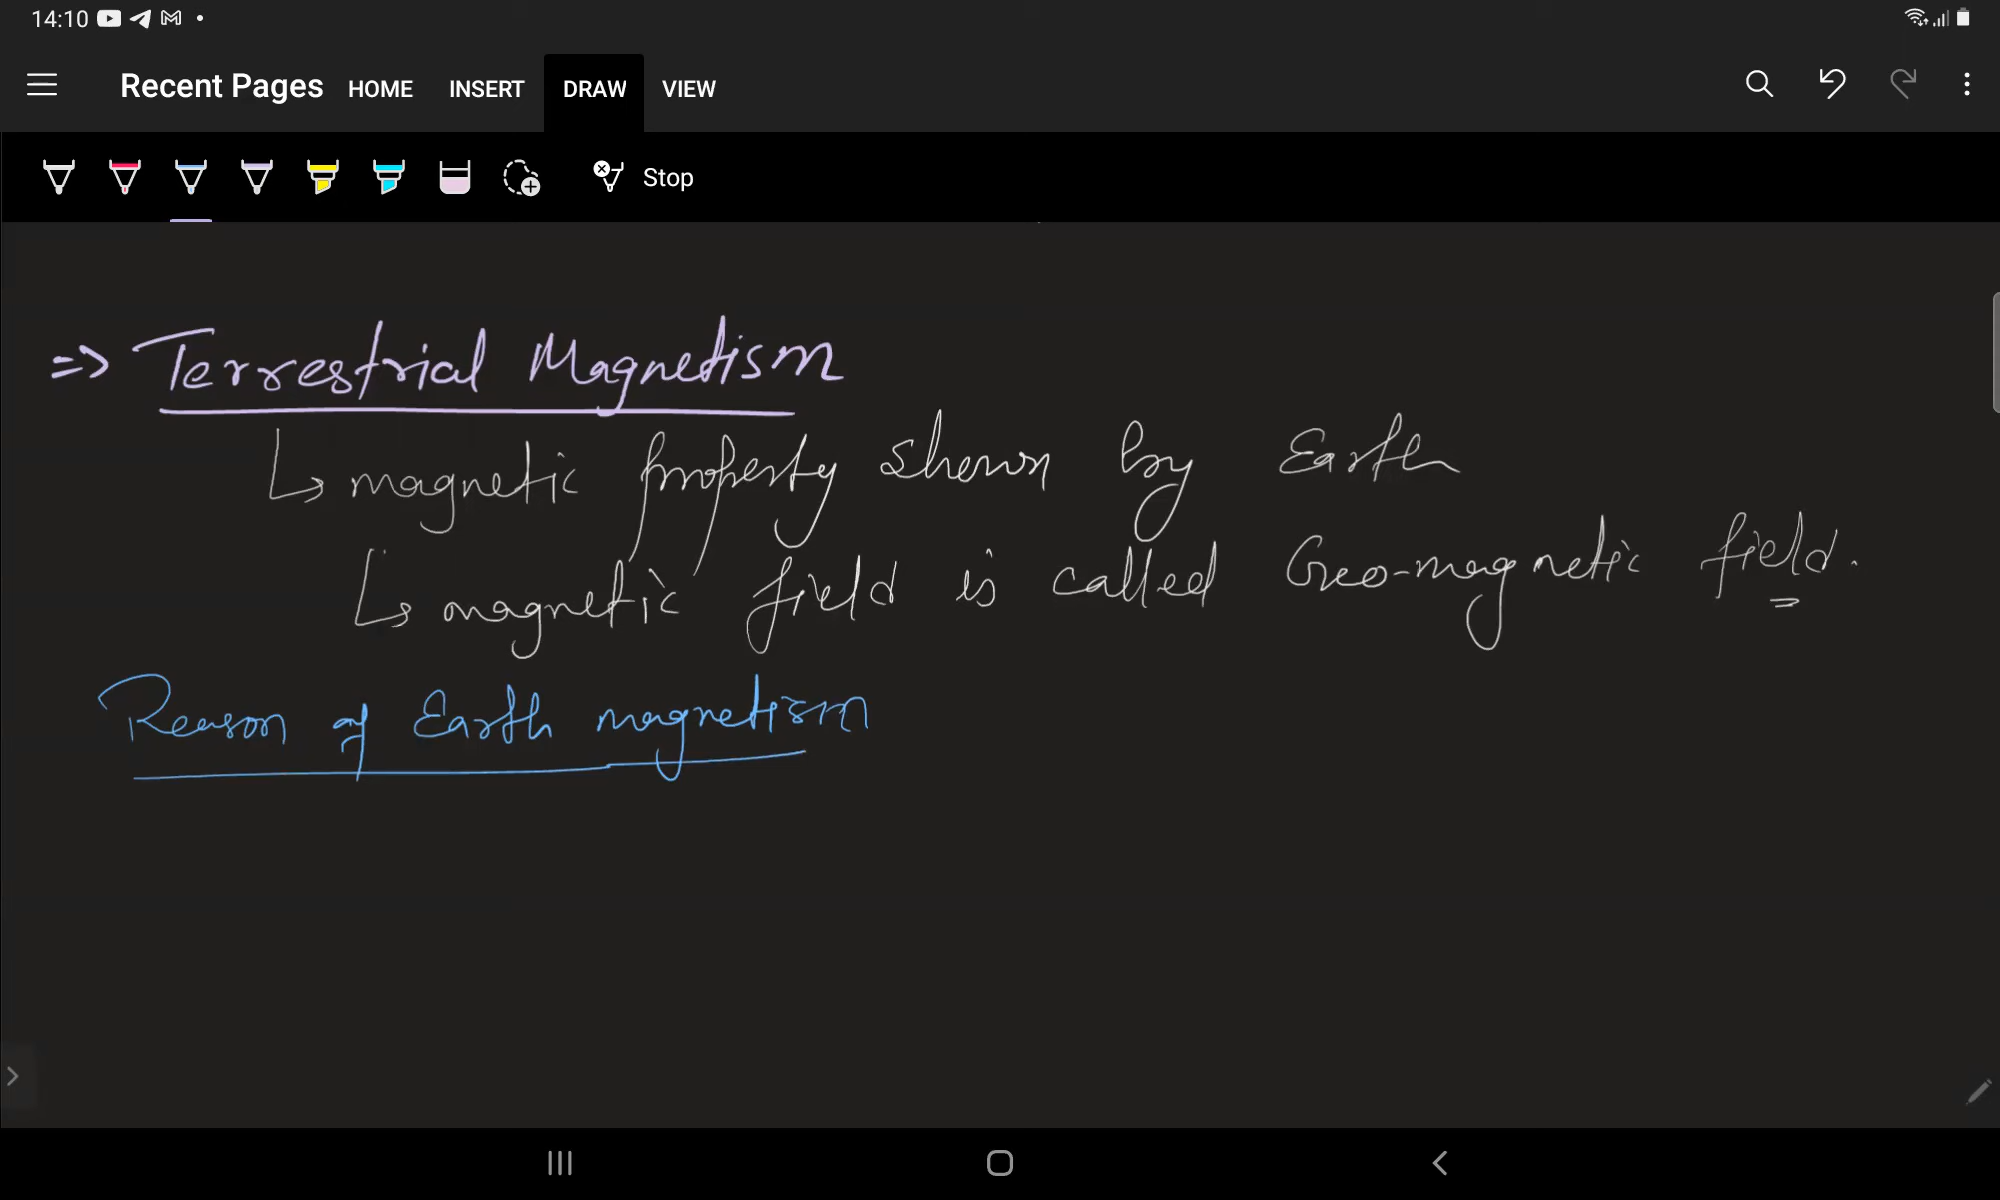 14:10
Recent Pages HOME INSERT DRAW VIEW
Stop
=> Terrestrial Magnetism
↳ magnetic property shown by Earth
↳ magnetic field is called Geo-magnetic field.
Reason of Earth magnetism